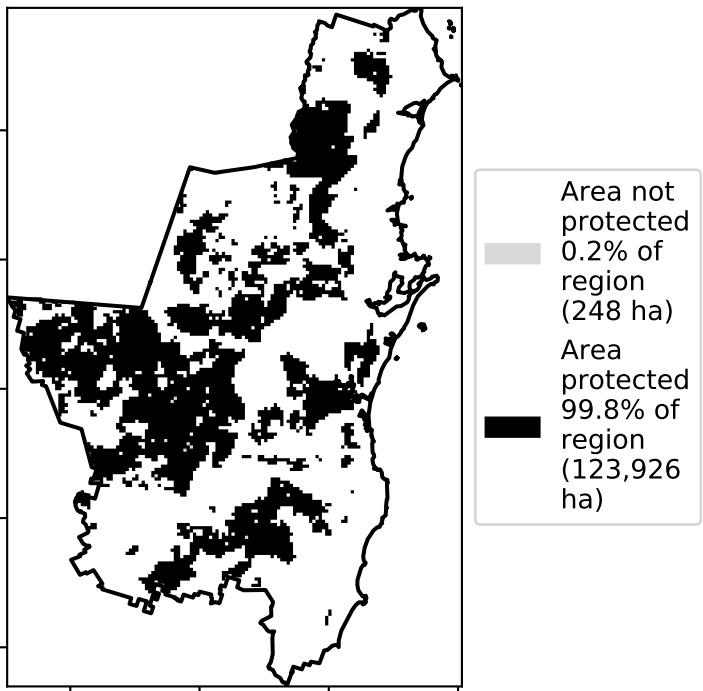 Area not
protected
0.2% of
region
(248 ha)
Area
protected
99.8% of
region
(123,926
ha)